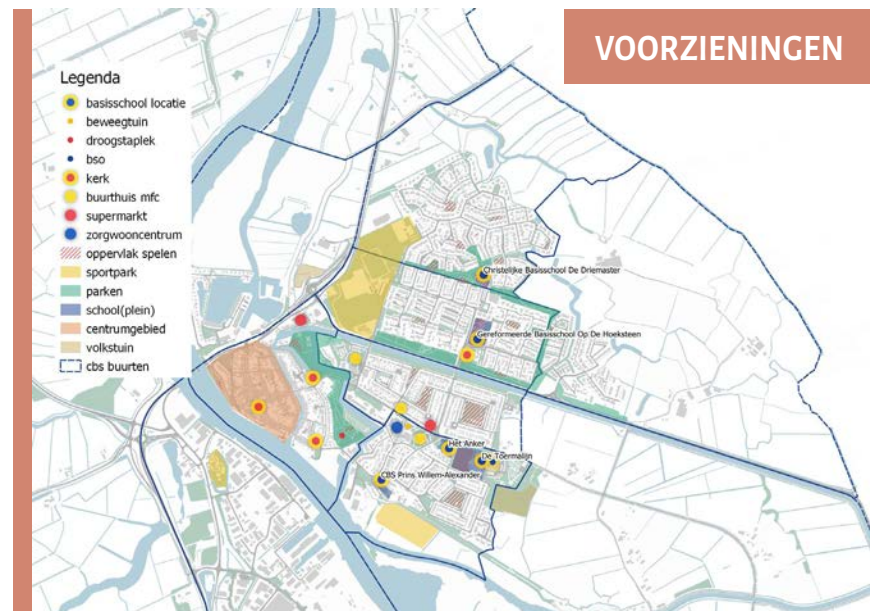 VOORZIENINGEN
Legenda
basisschool locatie
beweegtuin
droogstaplek
bso
kerk
buurthuis mfc
supermarkt
zorgwooncentrum
oppervlak spelen
sportpark
parken
school(plein)
centrumgebied
volkstuin
cbs buurten
Christelijke Basisschool De Driemaster
Gereformeerde Basisschool Op De Hoeksteen
Het Anker
De Toermalijn
CBS Prins Willem-Alexander